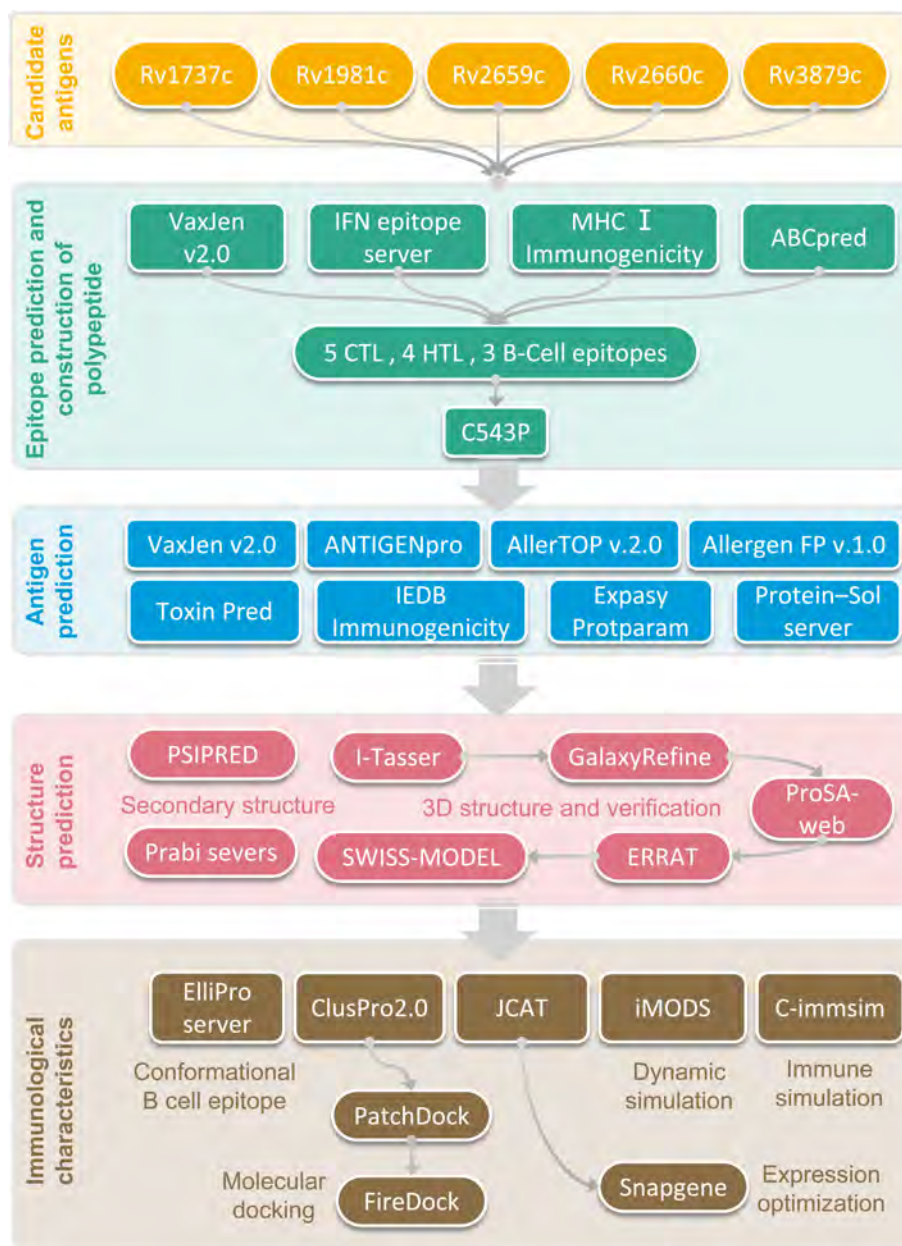 Candidate
antigens
Rv1737c
Rv1981c
Rv2659c
Rv2660c
Rv3879c
Epitope prediction and
construction of
polypeptide
VaxJen
v2.0
IFN epitope
server
MHC I
Immunogenicity
ABCpred
5 CTL , 4 HTL , 3 B-Cell epitopes
C543P
Antigen
prediction
VaxJen v2.0
ANTIGENpro
AllerTOP v.2.0
Allergen FP v.1.0
Toxin Pred
IEDB
Immunogenicity
Expasy
Protparam
Protein–Sol
server
Structure
prediction
PSIPRED
I-Tasser
GalaxyRefine
Secondary structure
3D structure and verification
ProSA-
web
Prabi severs
SWISS-MODEL
ERRAT
Immunological
characteristics
ElliPro
server
ClusPro2.0
JCAT
iMODS
C-immsim
Conformational
B cell epitope
Dynamic
simulation
Immune
simulation
PatchDock
Molecular
docking
FireDock
Snapgene
Expression
optimization